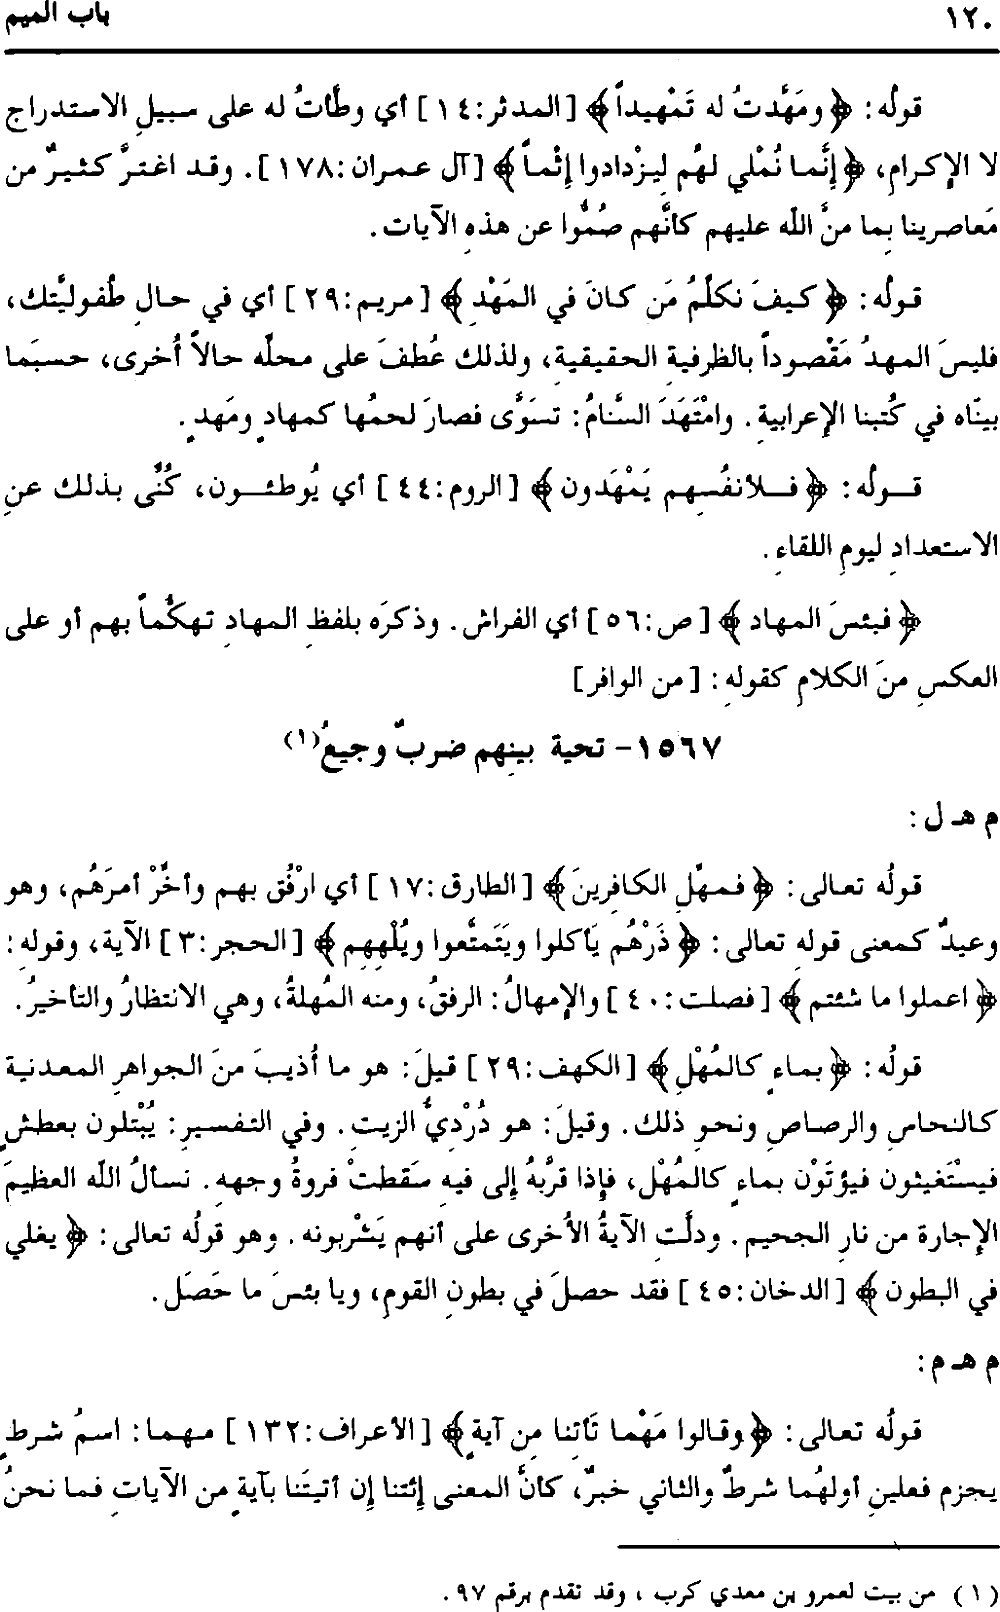 ١٢٠ باب الميم
قولُه: ﴿ ومَهَّدتُ له تَمْهيداً ﴾ [المدثر:١٤] أي وطَّأتُ له على سبيلِ الاستدراج
لا الإكرامِ، ﴿ إنَّما نُمْلي لهُم ليزْدادوا إثْماً ﴾ [آل عمران:١٧٨]. وقد اغترَّ كثيرٌ من
مَعاصرينا بِما منَّ اللّه عليهم كأنَّهم صُمُّوا عن هذهِ الآيات.
قولُه: ﴿ كيفَ نكلِّمُ مَن كانَ في المَهْدِ ﴾ [مريم:٢٩] أي في حالِ طُفوليَّتك،
فليسَ المهدُ مَقْصوداً بالظرفيةِ الحقيقيةِ، ولذلك عُطفَ على محلِّه حالاً أُخرى، حسبَما
بينّاه في كُتبنا الإعرابيةِ. وامْتَهَدَ السَّنامُ: تسوَّى فصارَ لحمُها كمهادٍ ومَهدٍ.
قولُه: ﴿ فلأنفُسِهم يَمْهَدون ﴾ [الروم:٤٤] أي يُوطئون، كُنَّى بذلك عنِ
الاستعدادِ ليومِ اللقاءِ.
﴿ فبئسَ المهاد ﴾ [ص:٥٦] أي الفراش. وذكرَه بلفظِ المهادِ تهكُّماً بهم أو على
العكسِ منَ الكلامِ كقولهِ: [من الوافر]
١٥٦٧- تحية بينِهم ضربٌ وجيعُ(١)
م هـ ل:
قولُه تعالى: ﴿ فمهِّلِ الكافِرينَ ﴾ [الطارق:١٧] أي ارْفُق بهم وأخِّرْ أمرَهُم، وهو
وعيدٌ كمعنى قولهِ تعالى: ﴿ ذَرْهُم يَأكلوا ويَتَمتَّعوا ويُلْهِهِم ﴾ [الحجر:٣] الآية، وقوله:
﴿ اعملوا ما شئتم ﴾ [فصلت:٤٠] والإمهالُ: الرفقُ، ومنه المُهلةُ، وهي الانتظارُ والتأخيرُ.
قولُه: ﴿ بماءٍ كالمُهْلِ ﴾ [الكهف:٢٩] قيلَ: هو ما أُذيبَ منَ الجواهرِ المعدنية
كالنحاسِ والرصاصِ ونحوِ ذلك. وقيلَ: هو دُرْديُّ الزيتِ. وفي التفسيرِ: يُبْتلون بعطشٍ
فيسْتَغيثون فيؤتَوْن بماءٍ كالمُهْل، فإذا قرَّبهُ إلى فيهِ سَقطتْ فروةُ وجههِ. نسألُ اللّه العظيمَ
الإجارة من نارِ الجحيم. ودلَّتِ الآيةُ الأُخرى على أنهم يَشْربونه. وهو قولُه تعالى: ﴿ يغلي
في البطون ﴾ [الدخان:٤٥] فقد حصلَ في بطونِ القومِ، ويا بئسَ ما حَصَل.
م هـ م:
قولُه تعالى: ﴿ وقالوا مَهْما تَأتِنا مِن آيةٍ ﴾ [الأعراف:١٣٢] مهما: اسمُ شرطٍ
يجزم فعلينِ أولهُما شرطٌ والثاني خبرٌ، كأنَّ المعنى إئتنا إن أتيتَنا بآيةٍ من الآياتِ فما نحنُ
(١) من بيت لعمرو بن معدي كرب ، وقد تقدم برقم ٩٧.